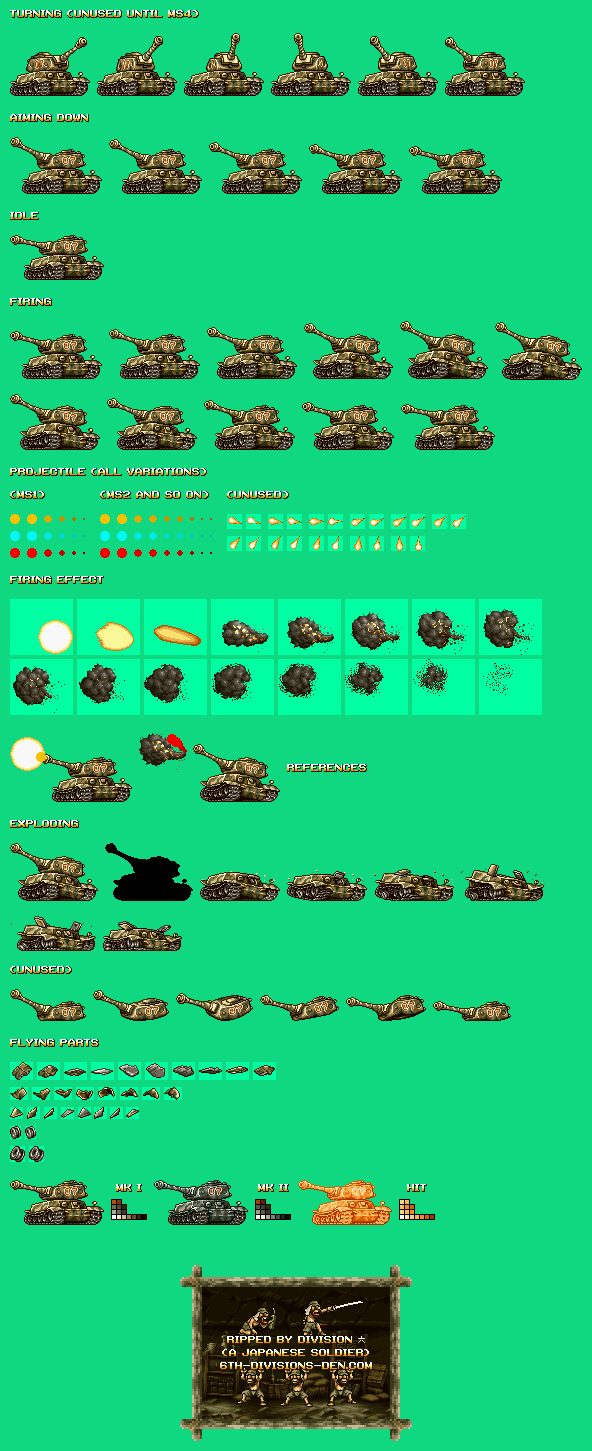 TURNING (UNUSED UNTIL MS4)
AIMING DOWN
IDLE
FIRING
PROJECTILE (ALL VARIATIONS)
(MS1) (MS2 AND SO ON) (UNUSED)
FIRING EFFECT
REFERENCES
EXPLODING
(UNUSED)
FLYING PARTS
MK I MK II HIT
RIPPED BY DIVISION 六
(A JAPANESE SOLDIER)
6TH-DIVISIONS-DEN.COM